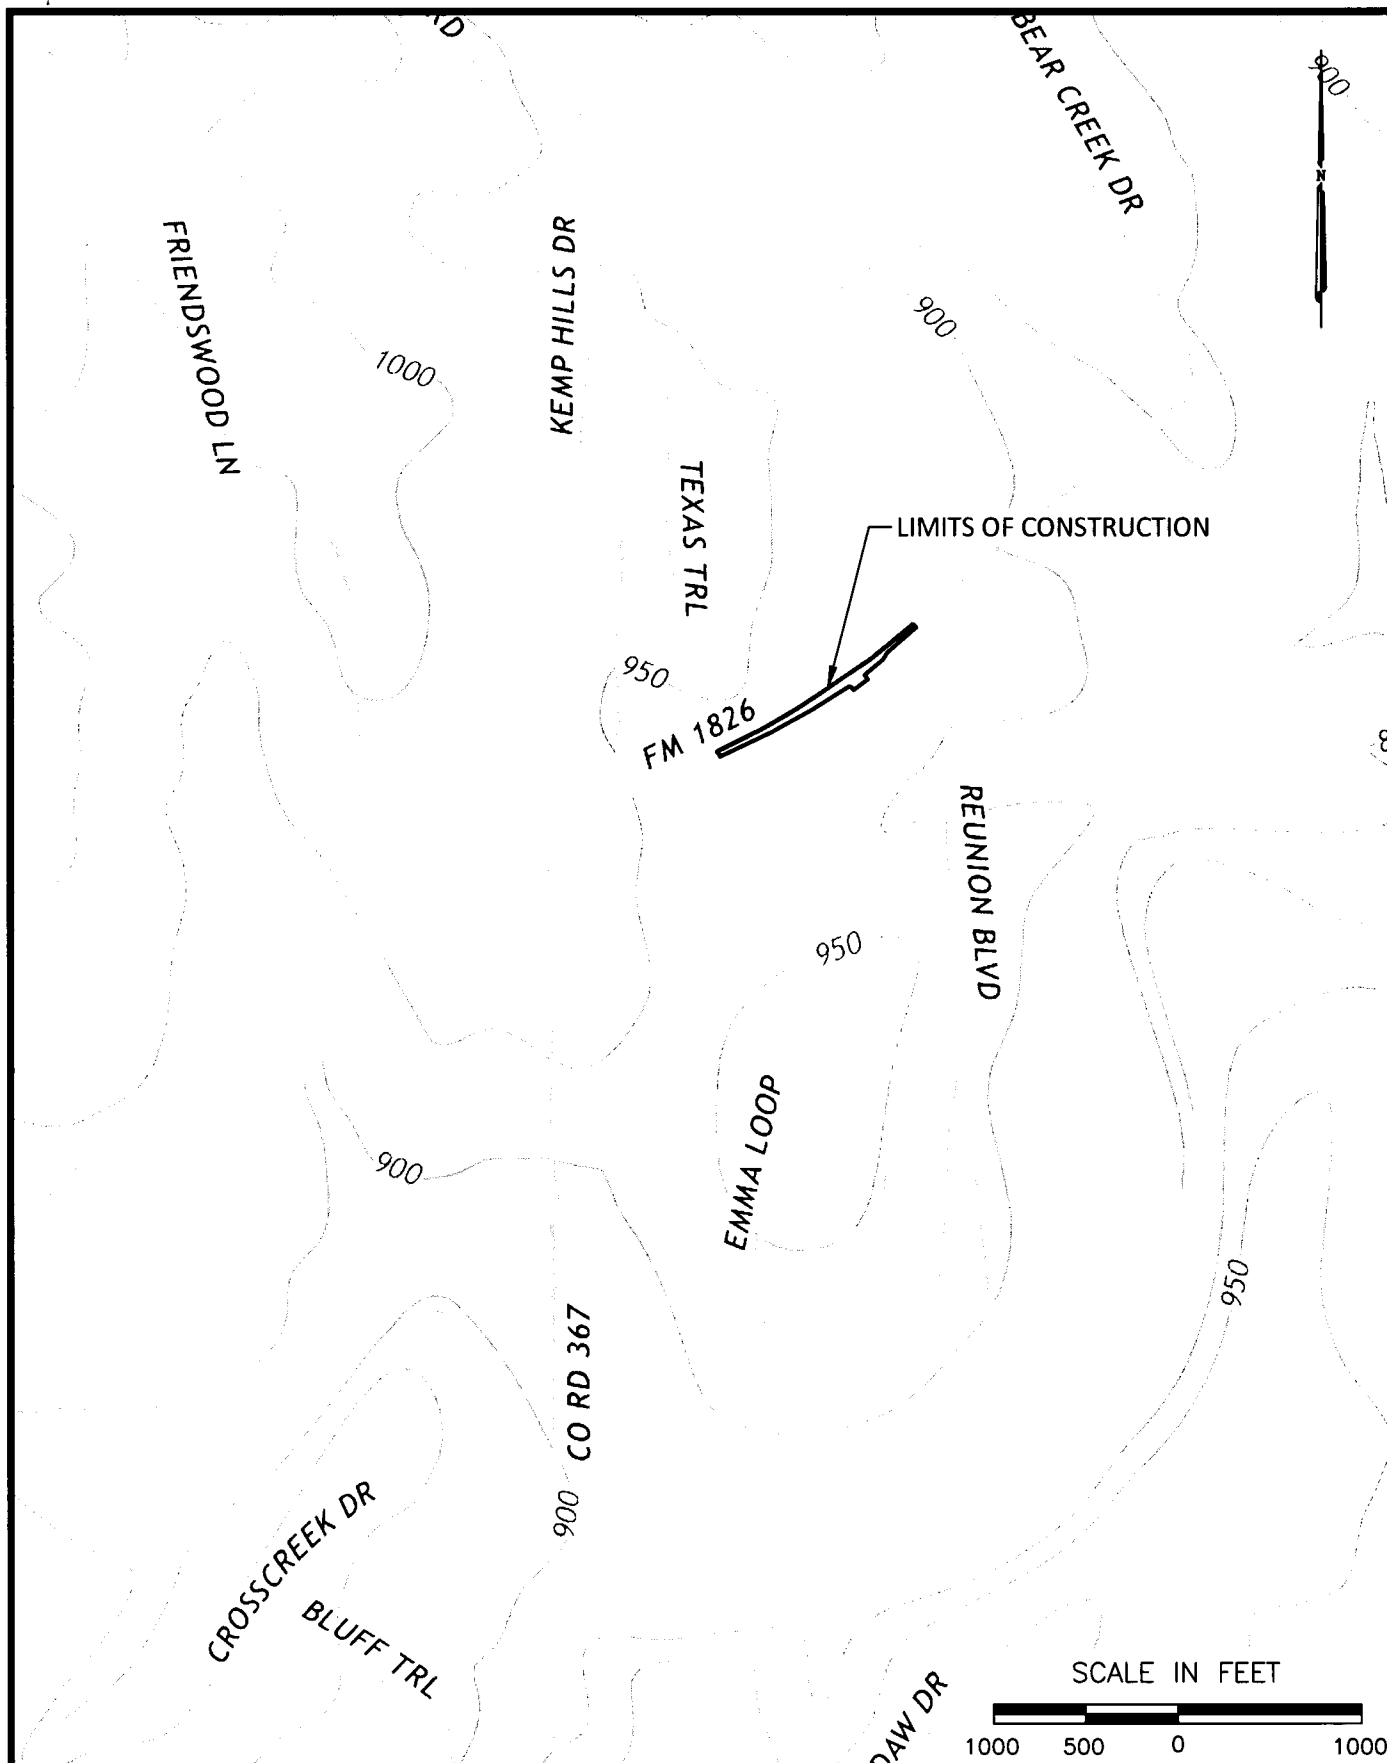 BEAR CREEK DR
900
N
FRIENDSWOOD LN
KEMP HILLS DR
900
1000
TEXAS TRL
LIMITS OF CONSTRUCTION
950
FM 1826
REUNION BLVD
950
EMMA LOOP
900
950
CO RD 367
900
CROSSCREEK DR
BLUFF TRL
DAW DR
SCALE IN FEET
1000 500 0 1000